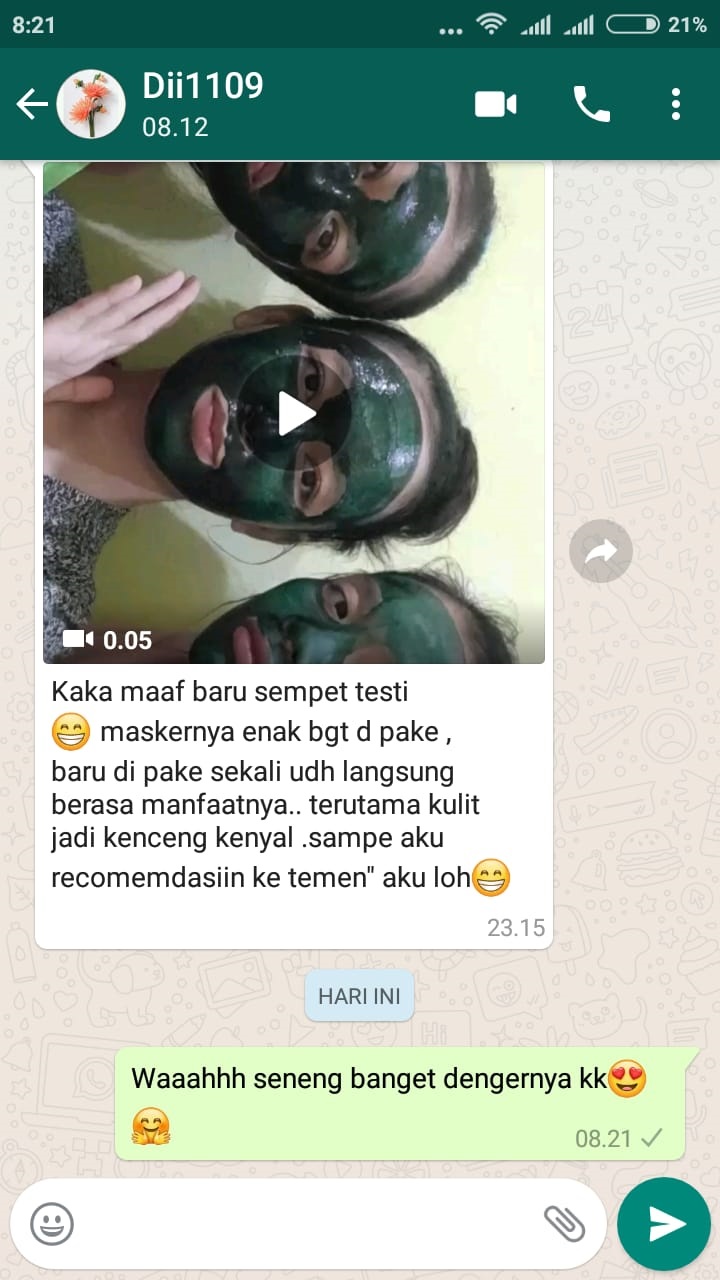 8:21
21%
Dii1109
08.12
0.05
Kaka maaf baru sempet testi
😁 maskernya enak bgt d pake ,
baru di pake sekali udh langsung
berasa manfaatnya.. terutama kulit
jadi kenceng kenyal .sampe aku
recomemdasiin ke temen" aku loh😁
23.15
HARI INI
Waaahhh seneng banget dengernya kk😍
🤗
08.21